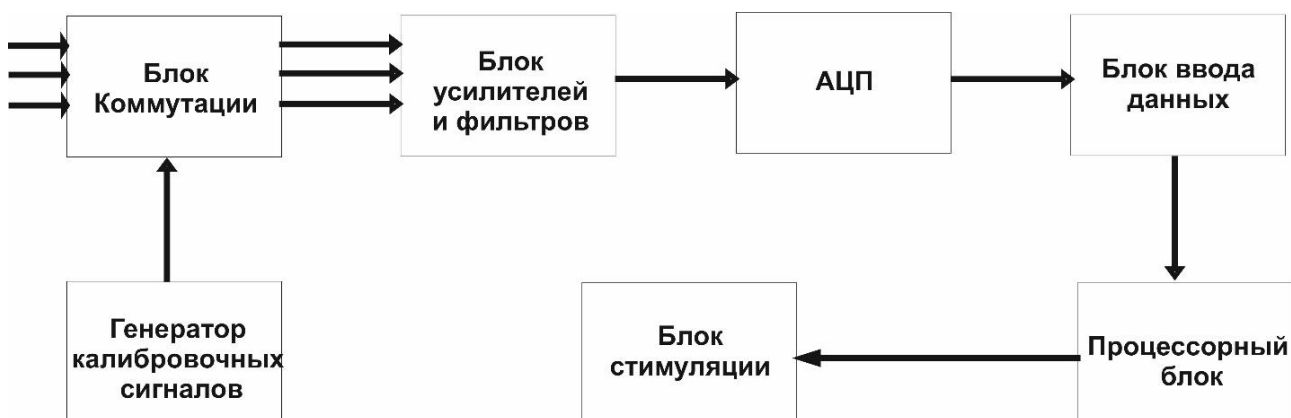 Блок
Коммутации
Блок
усилителей
и фильтров
АЦП
Блок ввода
данных
Генератор
калибровочных
сигналов
Блок
стимуляции
Процессорный
блок